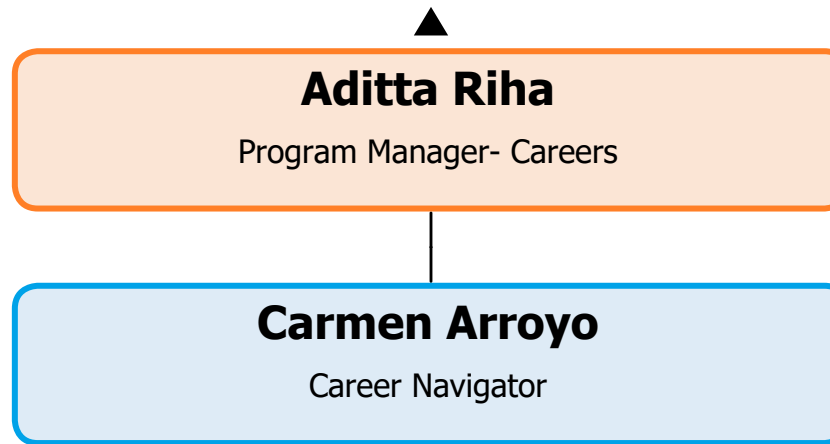 Aditta Riha
Program Manager- Careers
Carmen Arroyo
Career Navigator